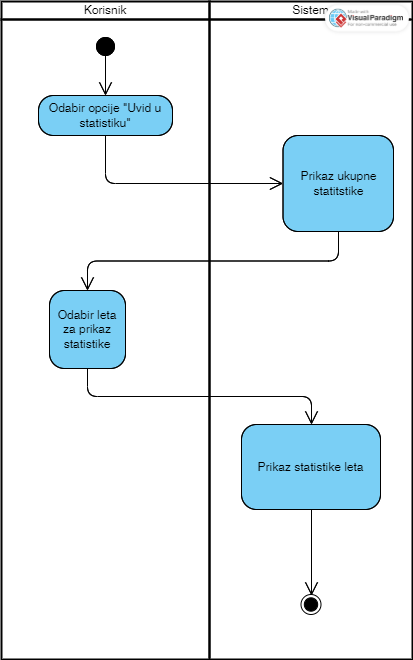 Korisnik
Sistem
Made with
Visual Paradigm
For non-commercial use
Odabir opcije "Uvid u
statistiku"
Prikaz ukupne
statitstike
Odabir leta
za prikaz
statistike
Prikaz statistike leta